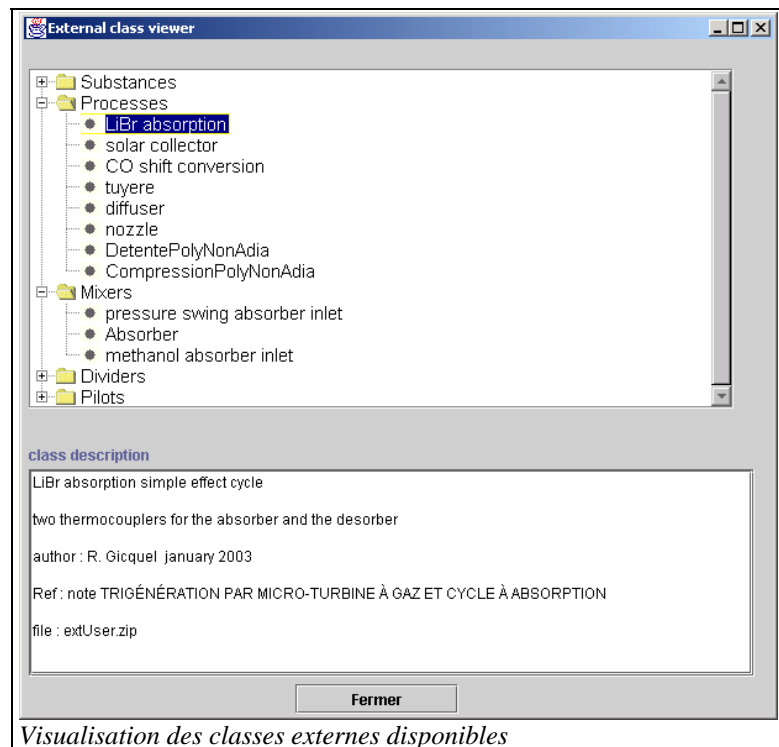 External class viewer
Substances
Processes
LiBr absorption
solar collector
CO shift conversion
tuyere
diffuser
nozzle
DetentePolyNonAdia
CompressionPolyNonAdia
Mixers
pressure swing absorber inlet
Absorber
methanol absorber inlet
Dividers
Pilots
class description
LiBr absorption simple effect cycle
two thermocouplers for the absorber and the desorber
author : R. Gicquel  january 2003
Ref : note TRIGÉNÉRATION PAR MICRO-TURBINE À GAZ ET CYCLE À ABSORPTION
file : extUser.zip
Fermer
Visualisation des classes externes disponibles